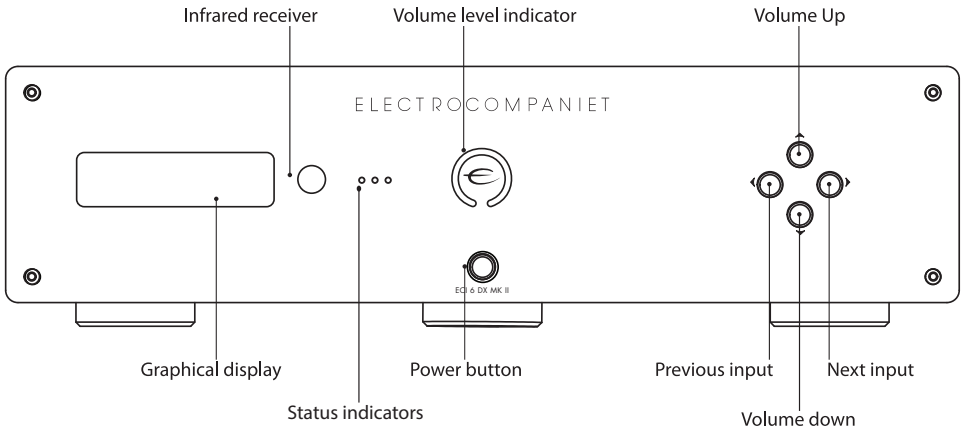 Infrared receiver
Volume level indicator
Volume Up
ELECTROCOMPANIET
ECI 6 DX MK II
Graphical display
Power button
Previous input
Next input
Status indicators
Volume down